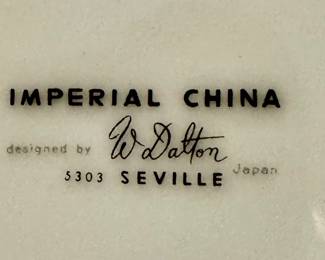 IMPERIAL CHINA
designed by W Dalton
5303 SEVILLE Japan